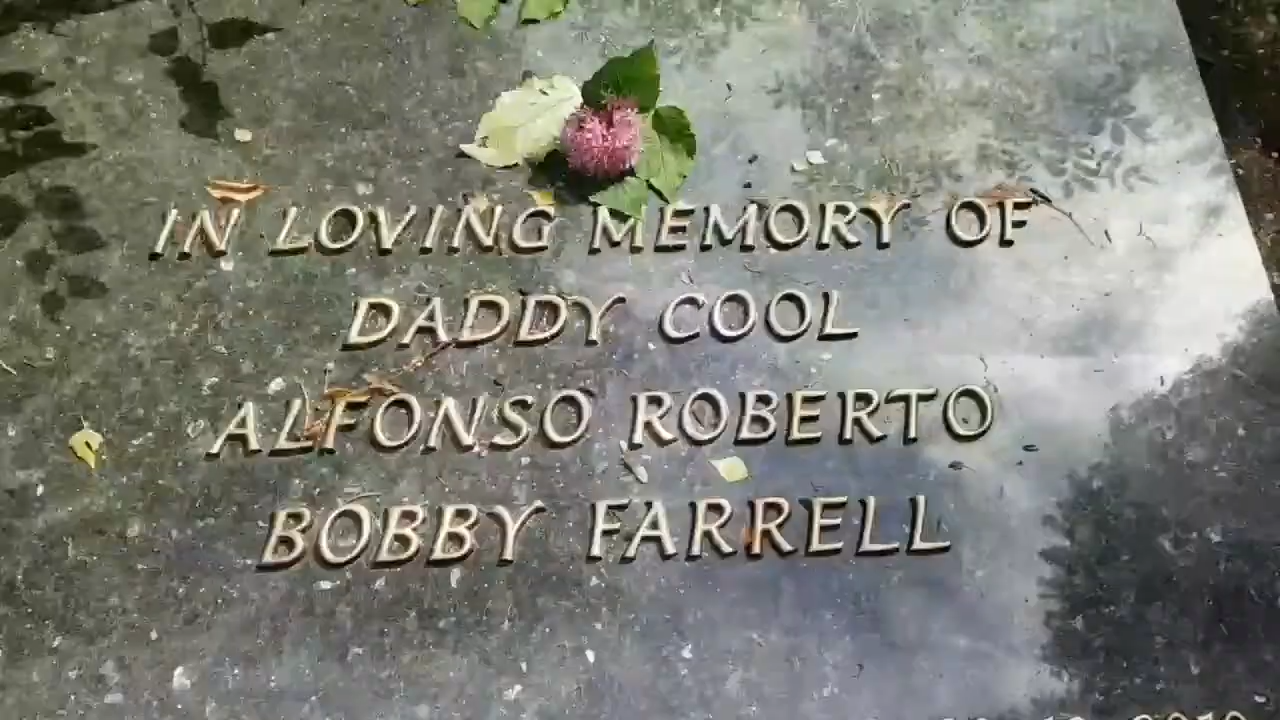 IN LOVING MEMORY OF
DADDY COOL
ALFONSO ROBERTO
BOBBY FARRELL